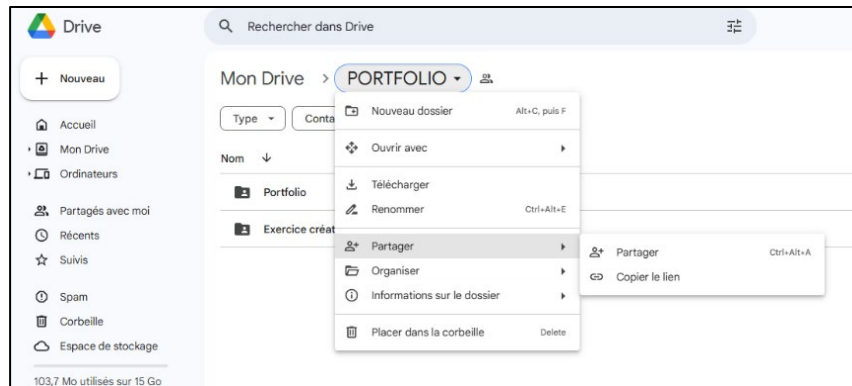 Drive
Rechercher dans Drive
Nouveau
Accueil
Mon Drive
Ordinateurs
Partagés avec moi
Récents
Suivis
Spam
Corbeille
Espace de stockage
103,7 Mo utilisés sur 15 Go
Mon Drive > PORTFOLIO
Type
Conta
Nom
Portfolio
Exercice créat
Nouveau dossier Alt+C, puis F
Ouvrir avec
Télécharger
Renommer Ctrl+Alt+E
Partager
Organiser
Informations sur le dossier
Placer dans la corbeille Delete
Partager Ctrl+Alt+A
Copier le lien